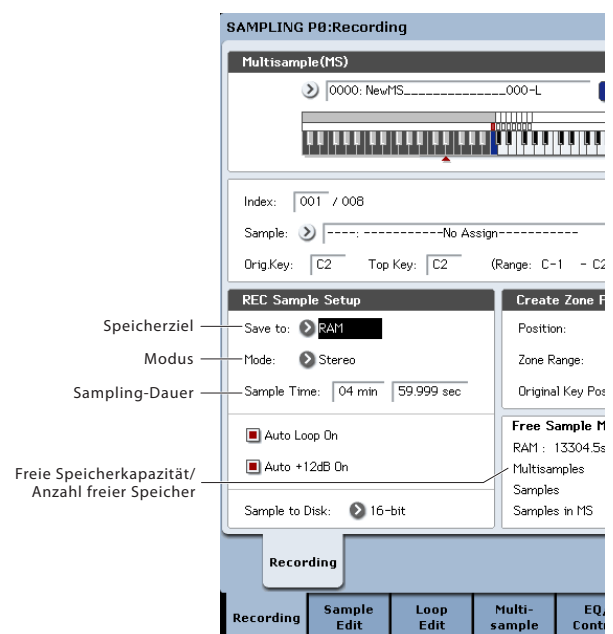 SAMPLING P0:Recording
Multisample(MS)
0000: NewMS______________000-L
Index: 001 / 008
Sample: ----: -----------No Assign-----------
Orig.Key: C2 Top Key: C2 (Range: C-1 - C2
REC Sample Setup
Save to: RAM
Mode: Stereo
Sample Time: 04 min 59.999 sec
Auto Loop On
Auto +12dB On
Sample to Disk: 16-bit
Create Zone
Position:
Zone Range:
Original Key
Free Sample
RAM : 13304.5s
Multisamples
Samples
Samples in MS
Speicherziel
Modus
Sampling-Dauer
Freie Speicherkapazität/
Anzahl freier Speicher
Recording
Recording
Sample
Edit
Loop
Edit
Multi-
sample
EQ/